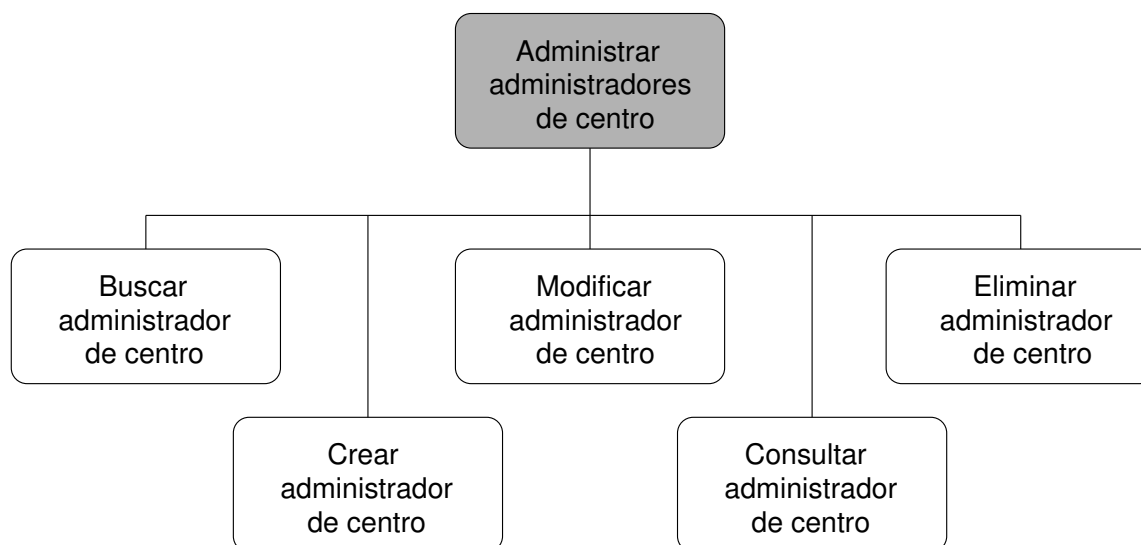 Administrar
administradores
de centro
Buscar
administrador
de centro
Modificar
administrador
de centro
Eliminar
administrador
de centro
Crear
administrador
de centro
Consultar
administrador
de centro